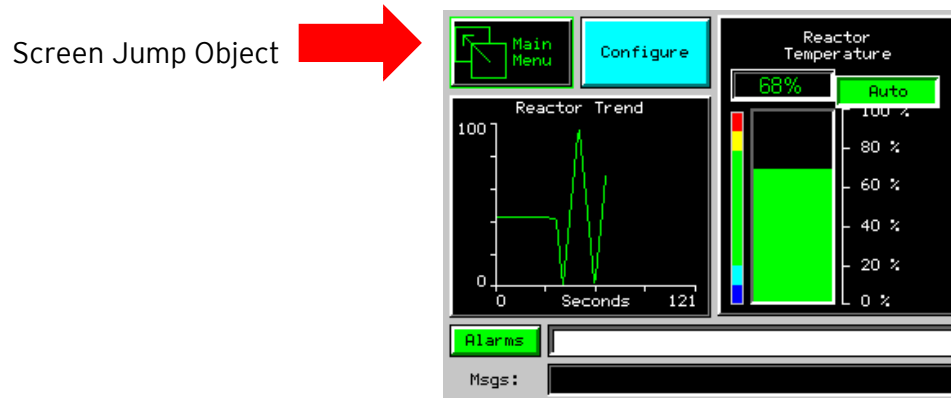 Screen Jump Object
Main
Menu
Configure
Reactor
Temperature
68%
Auto
100 %
80 %
60 %
40 %
20 %
0 %
Reactor Trend
100
0
0
Seconds
121
Alarms
Msgs: